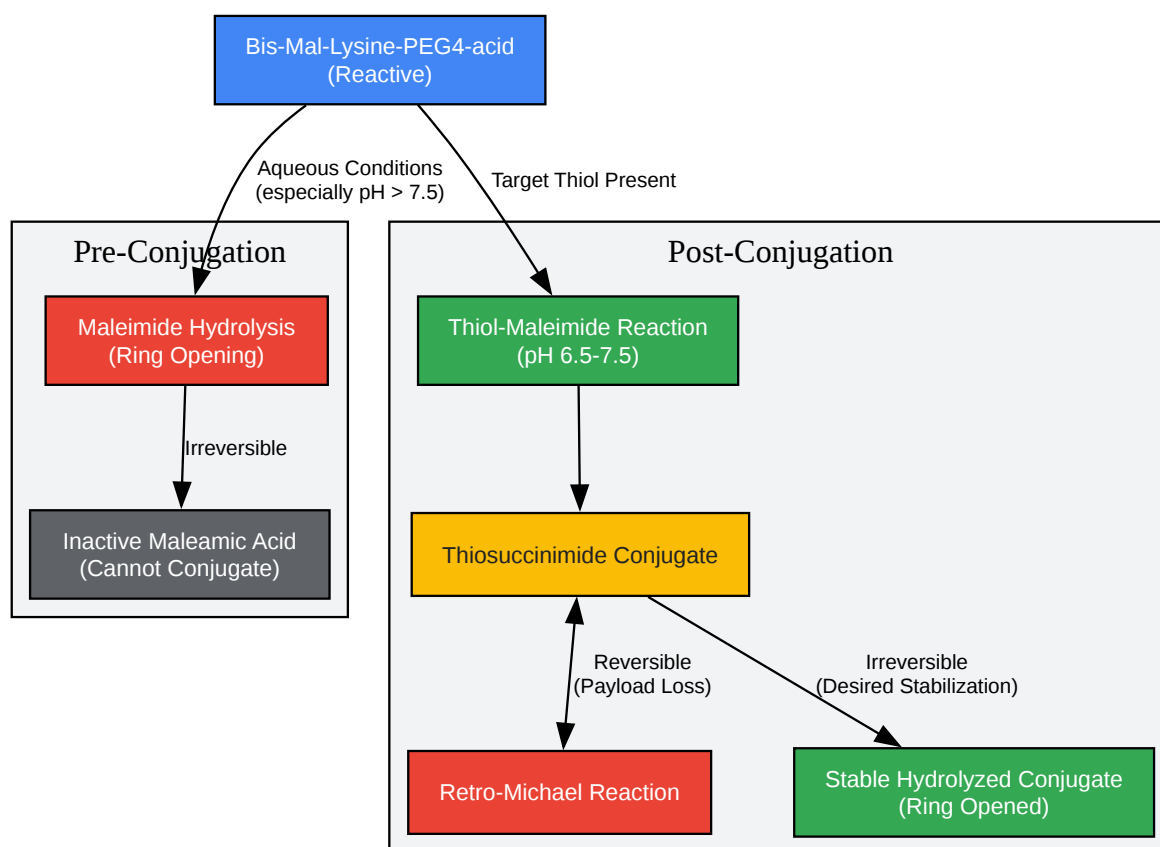 Bis-Mal-Lysine-PEG4-acid
(Reactive)
Aqueous Conditions
(especially pH > 7.5)
Target Thiol Present
Pre-Conjugation
Post-Conjugation
Maleimide Hydrolysis
(Ring Opening)
Thiol-Maleimide Reaction
(pH 6.5-7.5)
Irreversible
Inactive Maleamic Acid
(Cannot Conjugate)
Thiosuccinimide Conjugate
Reversible
(Payload Loss)
Irreversible
(Desired Stabilization)
Retro-Michael Reaction
Stable Hydrolyzed Conjugate
(Ring Opened)